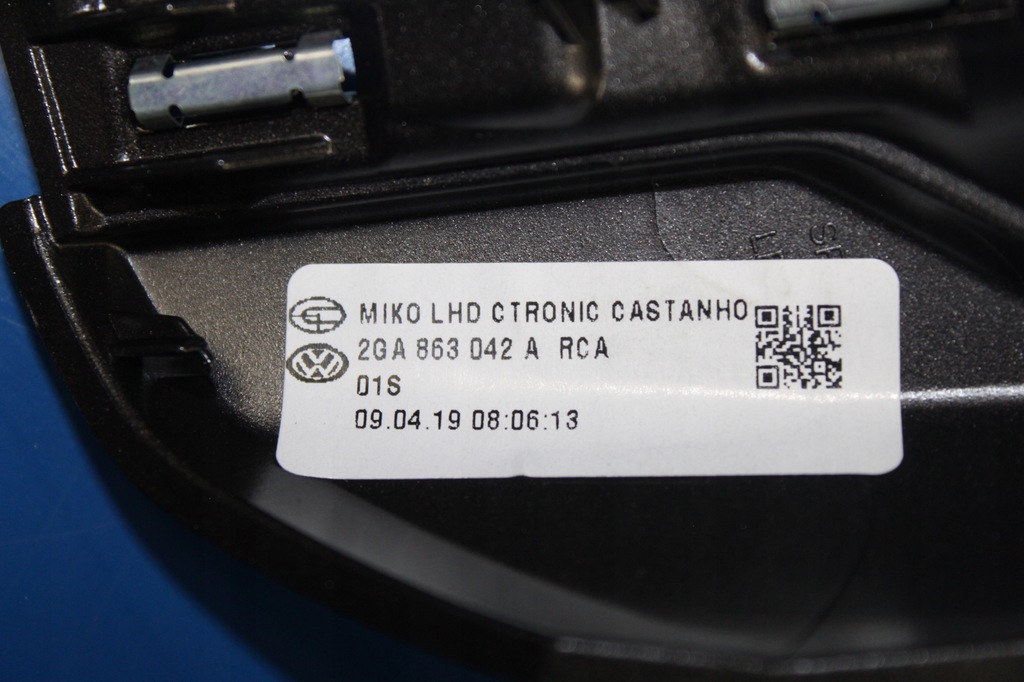 MIKO LHD CTRONIC CASTANHO
2GA 863 042 A RCA
01S
09.04.19 08:06:13